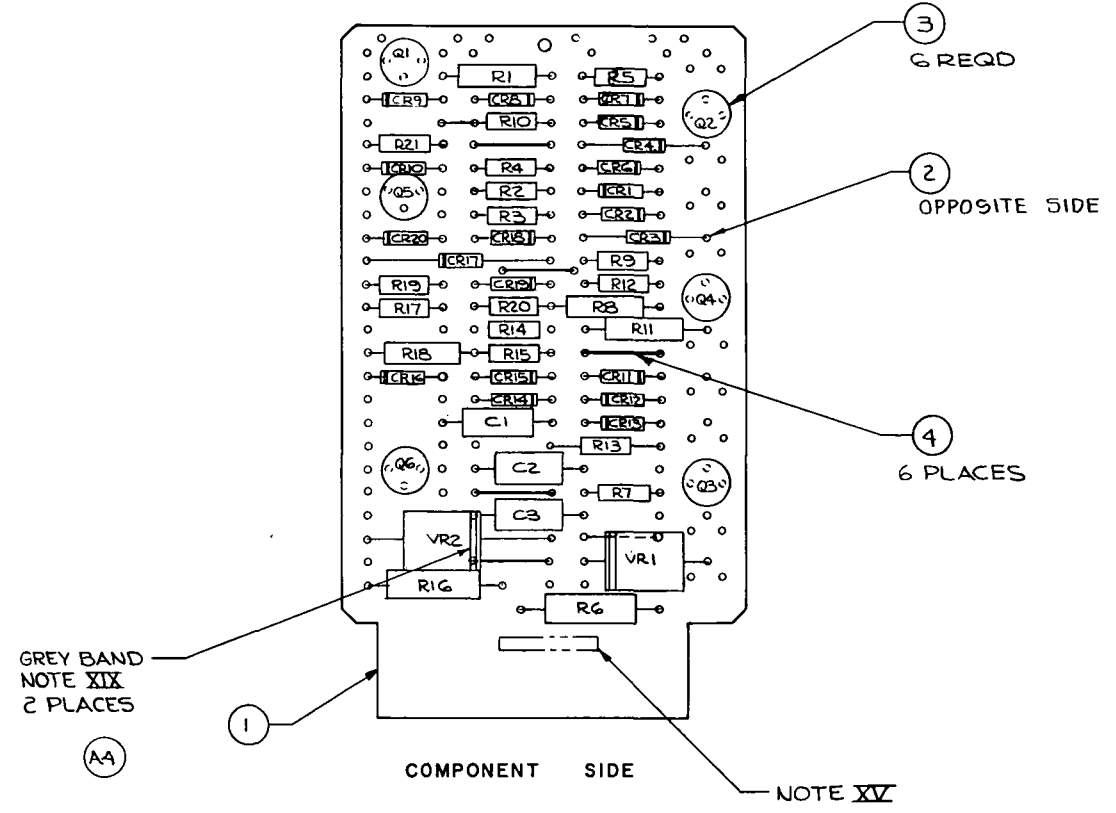 3
6 REQD
Q1
R1
R5
CR9
CR8
CR7
Q2
R10
CR5
R21
CR4
CR10
R4
CR6
2
OPPOSITE SIDE
Q5
R2
CR1
R3
CR2
CR20
CR18
CR3
CR17
R9
R19
CR19
R12
Q4
R17
R20
R8
R14
R11
R18
R15
CR16
CR15
CR11
CR14
CR12
C1
CR13
4
6 PLACES
R13
Q6
C2
Q3
R7
C3
VR2
VR1
R16
R6
GREY BAND
NOTE XIX
2 PLACES
1
AA
COMPONENT SIDE
NOTE XV